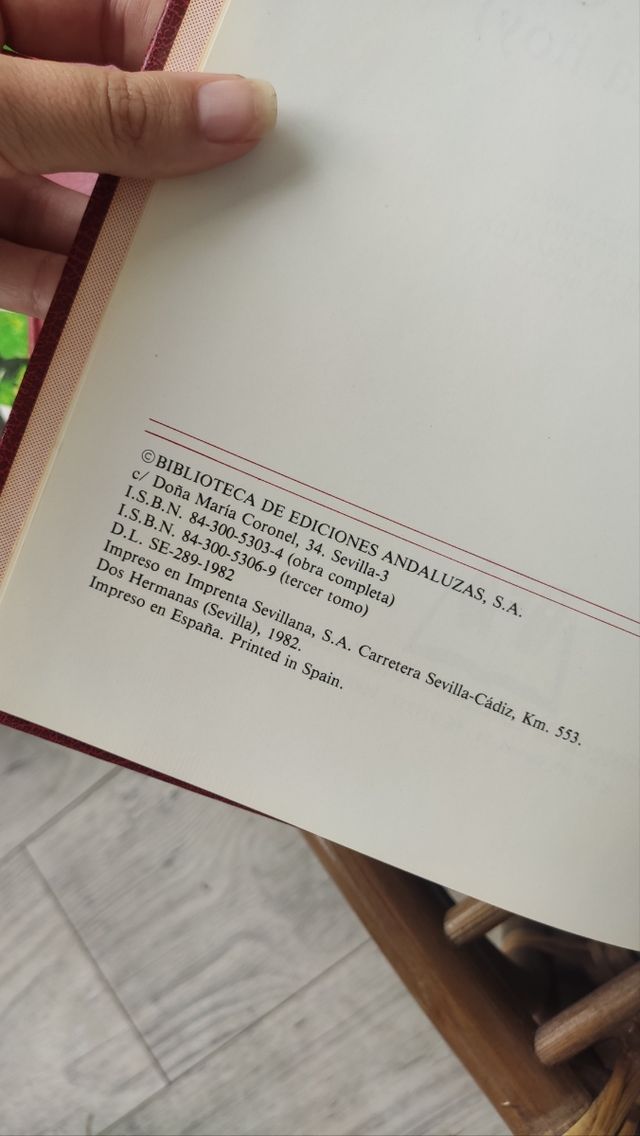 ©BIBLIOTECA DE EDICIONES ANDALUZAS, S.A.
c/ Doña María Coronel, 34. Sevilla-3
I.S.B.N. 84-300-5303-4 (obra completa)
I.S.B.N. 84-300-5306-9 (tercer tomo)
D.L. SE-289-1982
Impreso en Imprenta Sevillana, S.A. Carretera Sevilla-Cádiz, Km. 553.
Dos Hermanas (Sevilla), 1982.
Impreso en España. Printed in Spain.